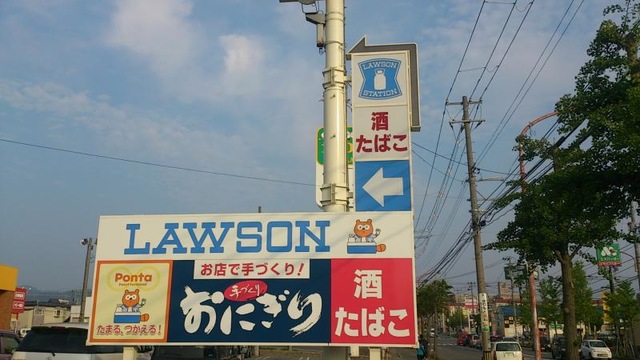 LAWSON
STATION
酒
たばこ
LAWSON
Ponta
たまる、つかえる!
お店で手づくり!
手づくり
おにぎり
酒
たばこ